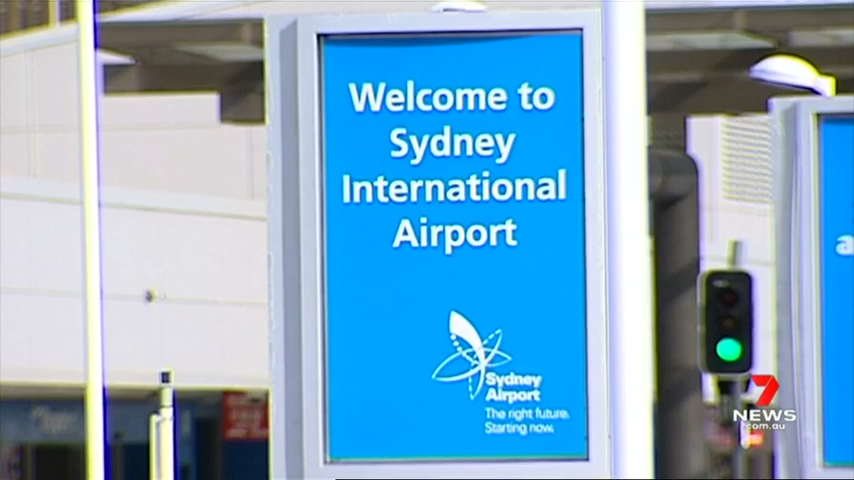 Welcome to
Sydney
International
Airport
Sydney
Airport
The right future.
Starting now.
a
7
NEWS
.com.au